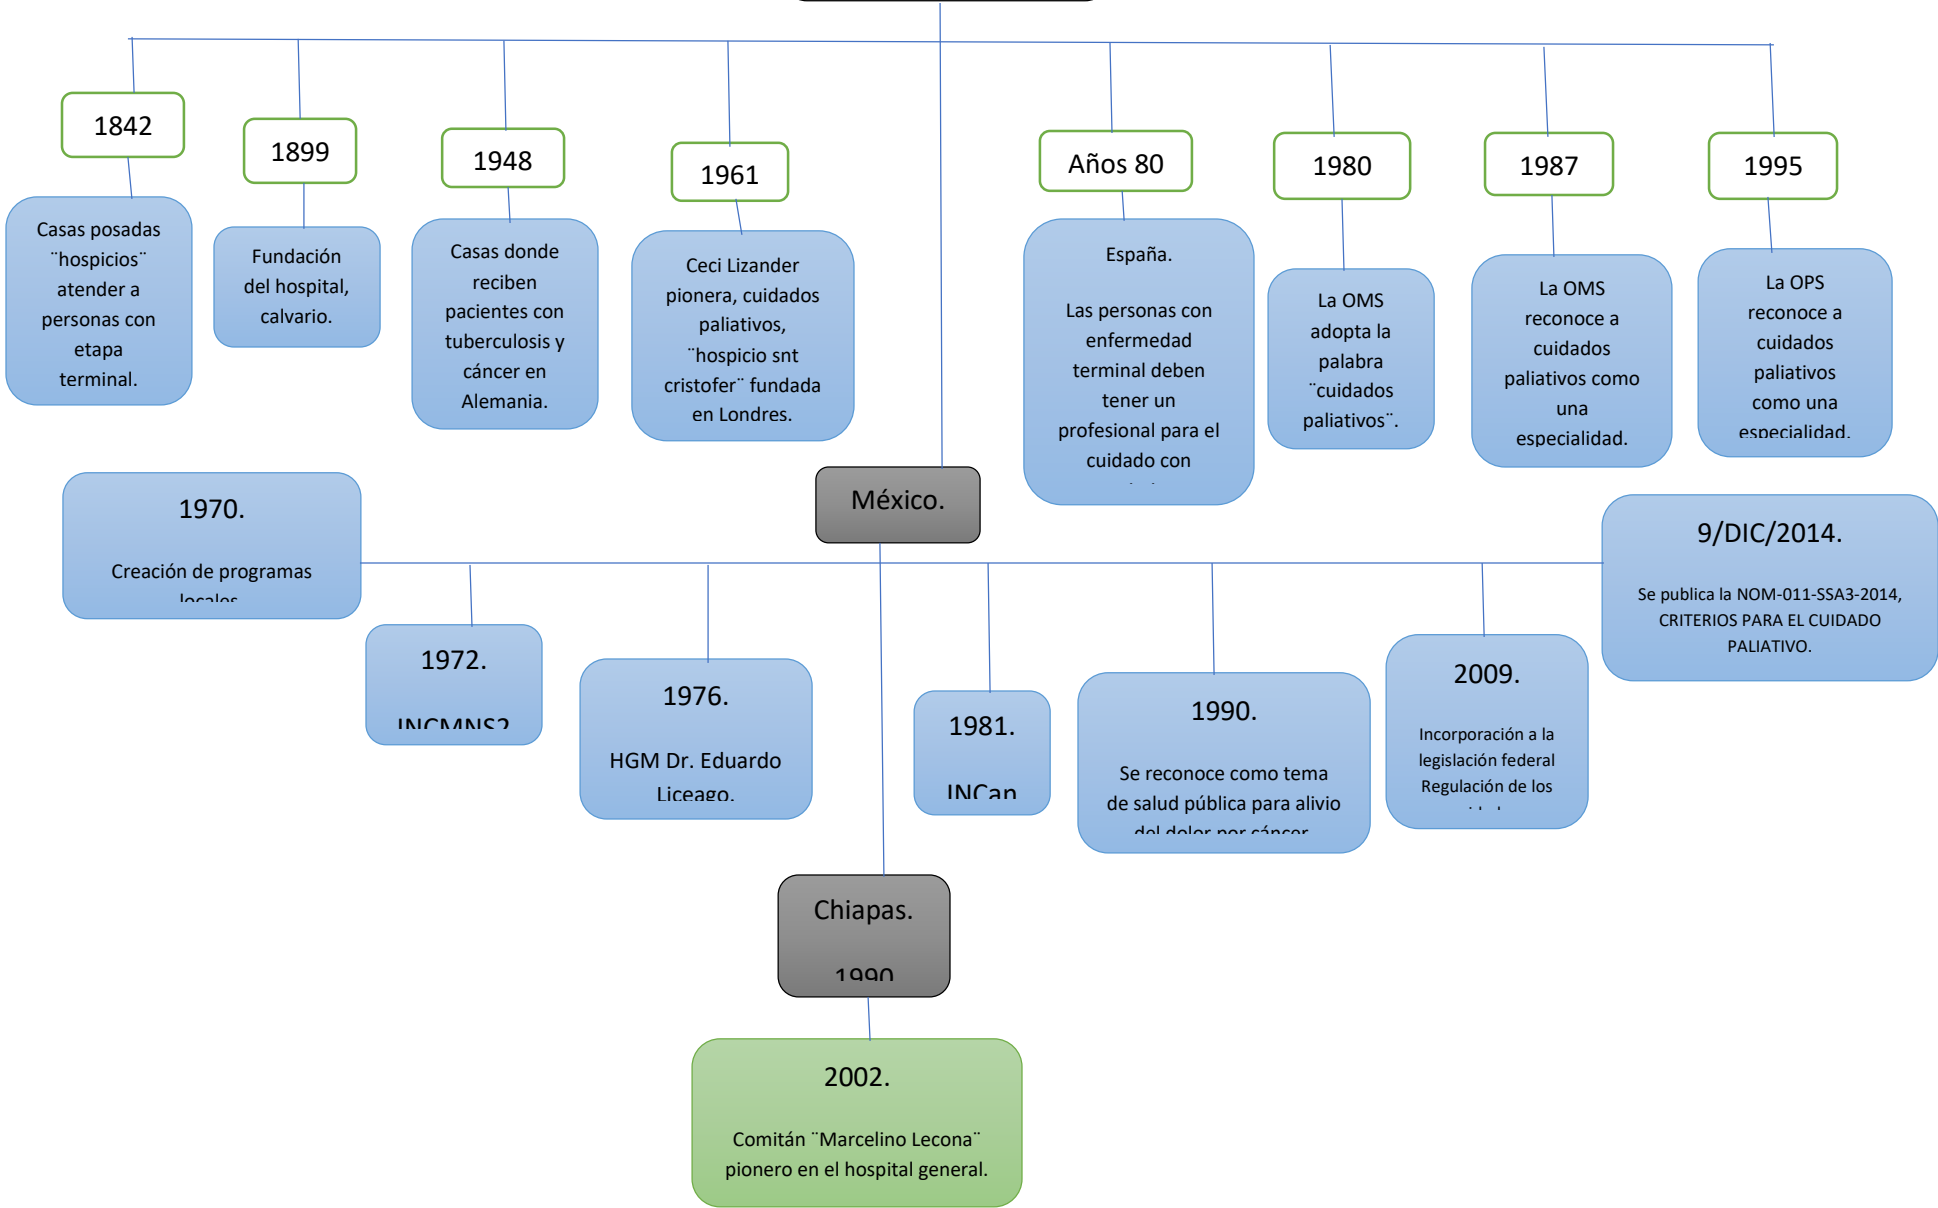 1842
Casas posadas
¨hospicios¨
atender a
personas con
etapa
terminal.
1899
Fundación
del hospital,
calvario.
1948
Casas donde
reciben
pacientes con
tuberculosis y
cáncer en
Alemania.
1961
Ceci Lizander
pionera, cuidados
paliativos,
¨hospicio snt
cristofer¨ fundada
en Londres.
Años 80
España.
Las personas con
enfermedad
terminal deben
tener un
profesional para el
cuidado con
1980
La OMS
adopta la
palabra
¨cuidados
paliativos¨.
1987
La OMS
reconoce a
cuidados
paliativos como
una
especialidad.
1995
La OPS
reconoce a
cuidados
paliativos
como una
especialidad.
México.
1970.
Creación de programas
locales
1972.
1976.
HGM Dr. Eduardo
Liceago.
1981.
INCan
1990.
Se reconoce como tema
de salud pública para alivio
del dolor por cáncer
2009.
Incorporación a la
legislación federal
Regulación de los
9/DIC/2014.
Se publica la NOM-011-SSA3-2014,
CRITERIOS PARA EL CUIDADO
PALIATIVO.
Chiapas.
1990
2002.
Comitán ¨Marcelino Lecona¨
pionero en el hospital general.